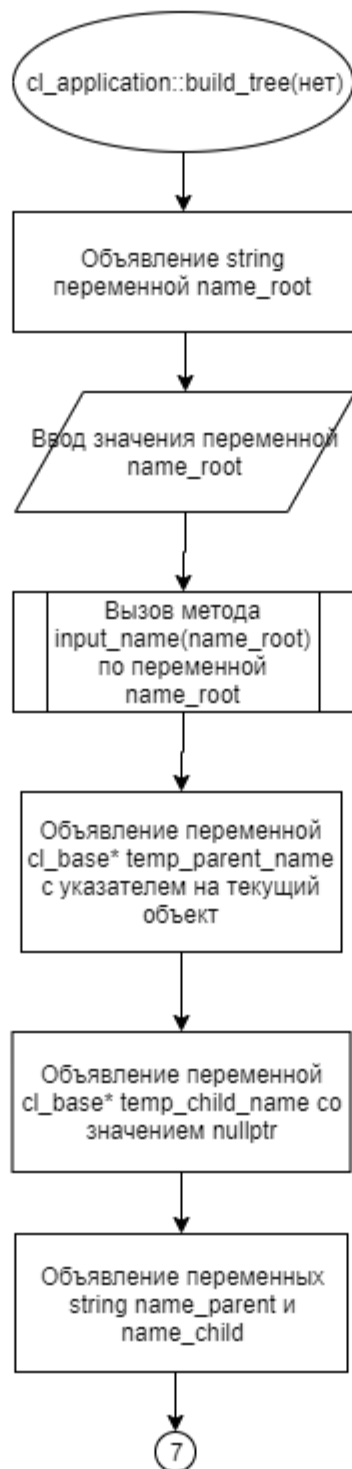 cl_application::build_tree(нет)
Объявление string
переменной name_root
Ввод значения переменной
name_root
Вызов метода
input_name(name_root)
по переменной
name_root
Объявление переменной
cl_base* temp_parent_name
с указателем на текущий
объект
Объявление переменной
cl_base* temp_child_name со
значением nullptr
Объявление переменных
string name_parent и
name_child
7